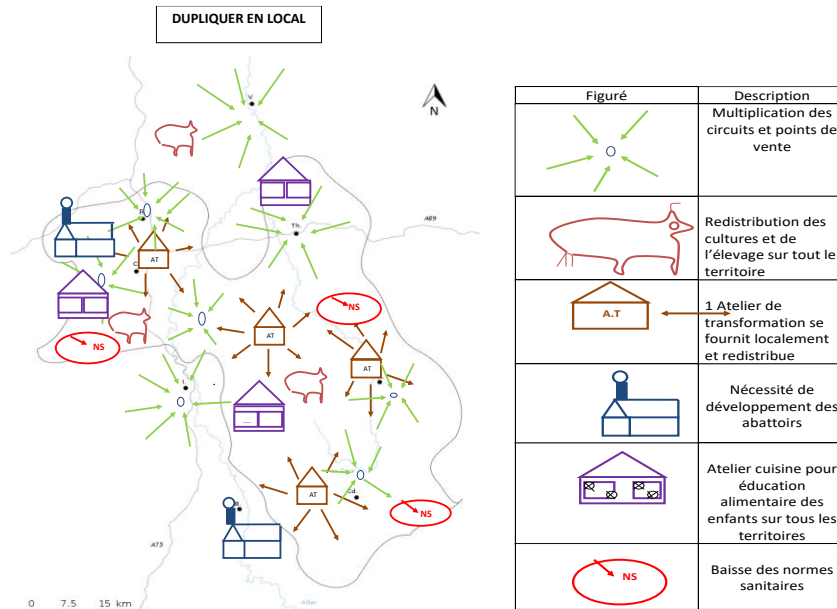 DUPLIQUER EN LOCAL
V.
N
R.
A89
Th.
AT
C.
NS
AT
NS
AT
I.
...
AT
Cd.
NS
A75
Allier
0 7.5 15 km
Figuré Description
Multiplication des
circuits et points de
vente
Redistribution des
cultures et de
l'élevage sur tout le
territoire
A.T
1 Atelier de
transformation se
fournit localement
et redistribue
Nécessité de
développement des
abattoirs
Atelier cuisine pour
éducation
alimentaire des
enfants sur tous les
territoires
NS
Baisse des normes
sanitaires